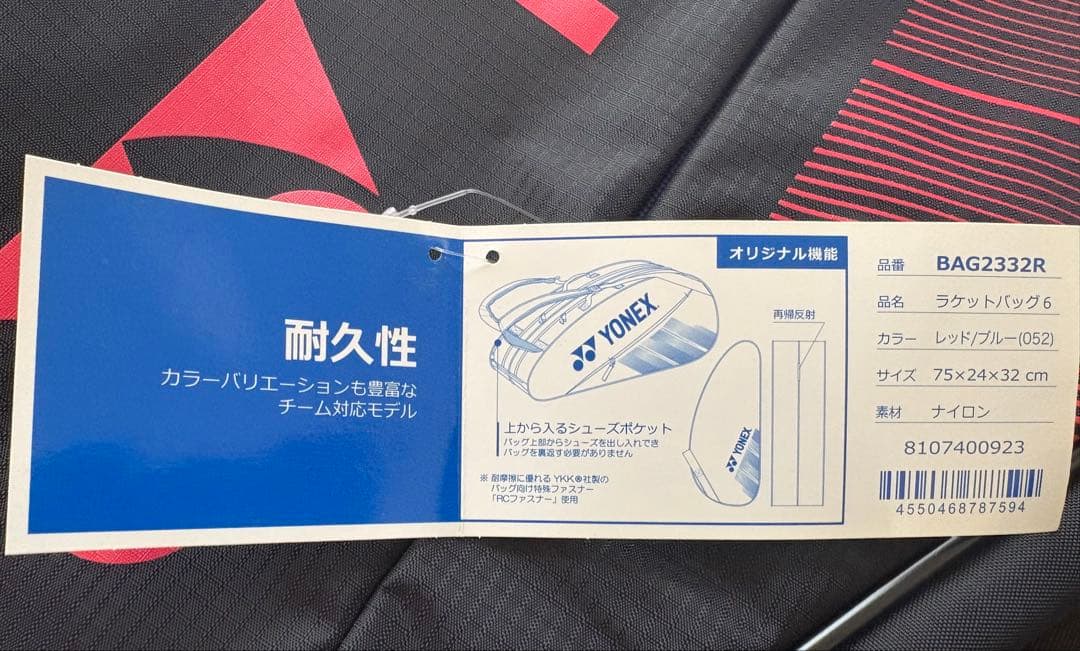 耐久性
カラーバリエーションも豊富な
チーム対応モデル
オリジナル機能
YONEX
再帰反射
上から入るシューズポケット
バッグ上部からシューズを出し入れでき
バッグを裏返す必要がありません
※ 耐摩擦に優れる YKK®社製の
バッグ向け特殊ファスナー
「RCファスナー」使用
YONEX
品番 BAG2332R
品名 ラケットバッグ6
カラー レッド/ブルー(052)
サイズ 75×24×32 cm
素材 ナイロン
8107400923
4550468787594